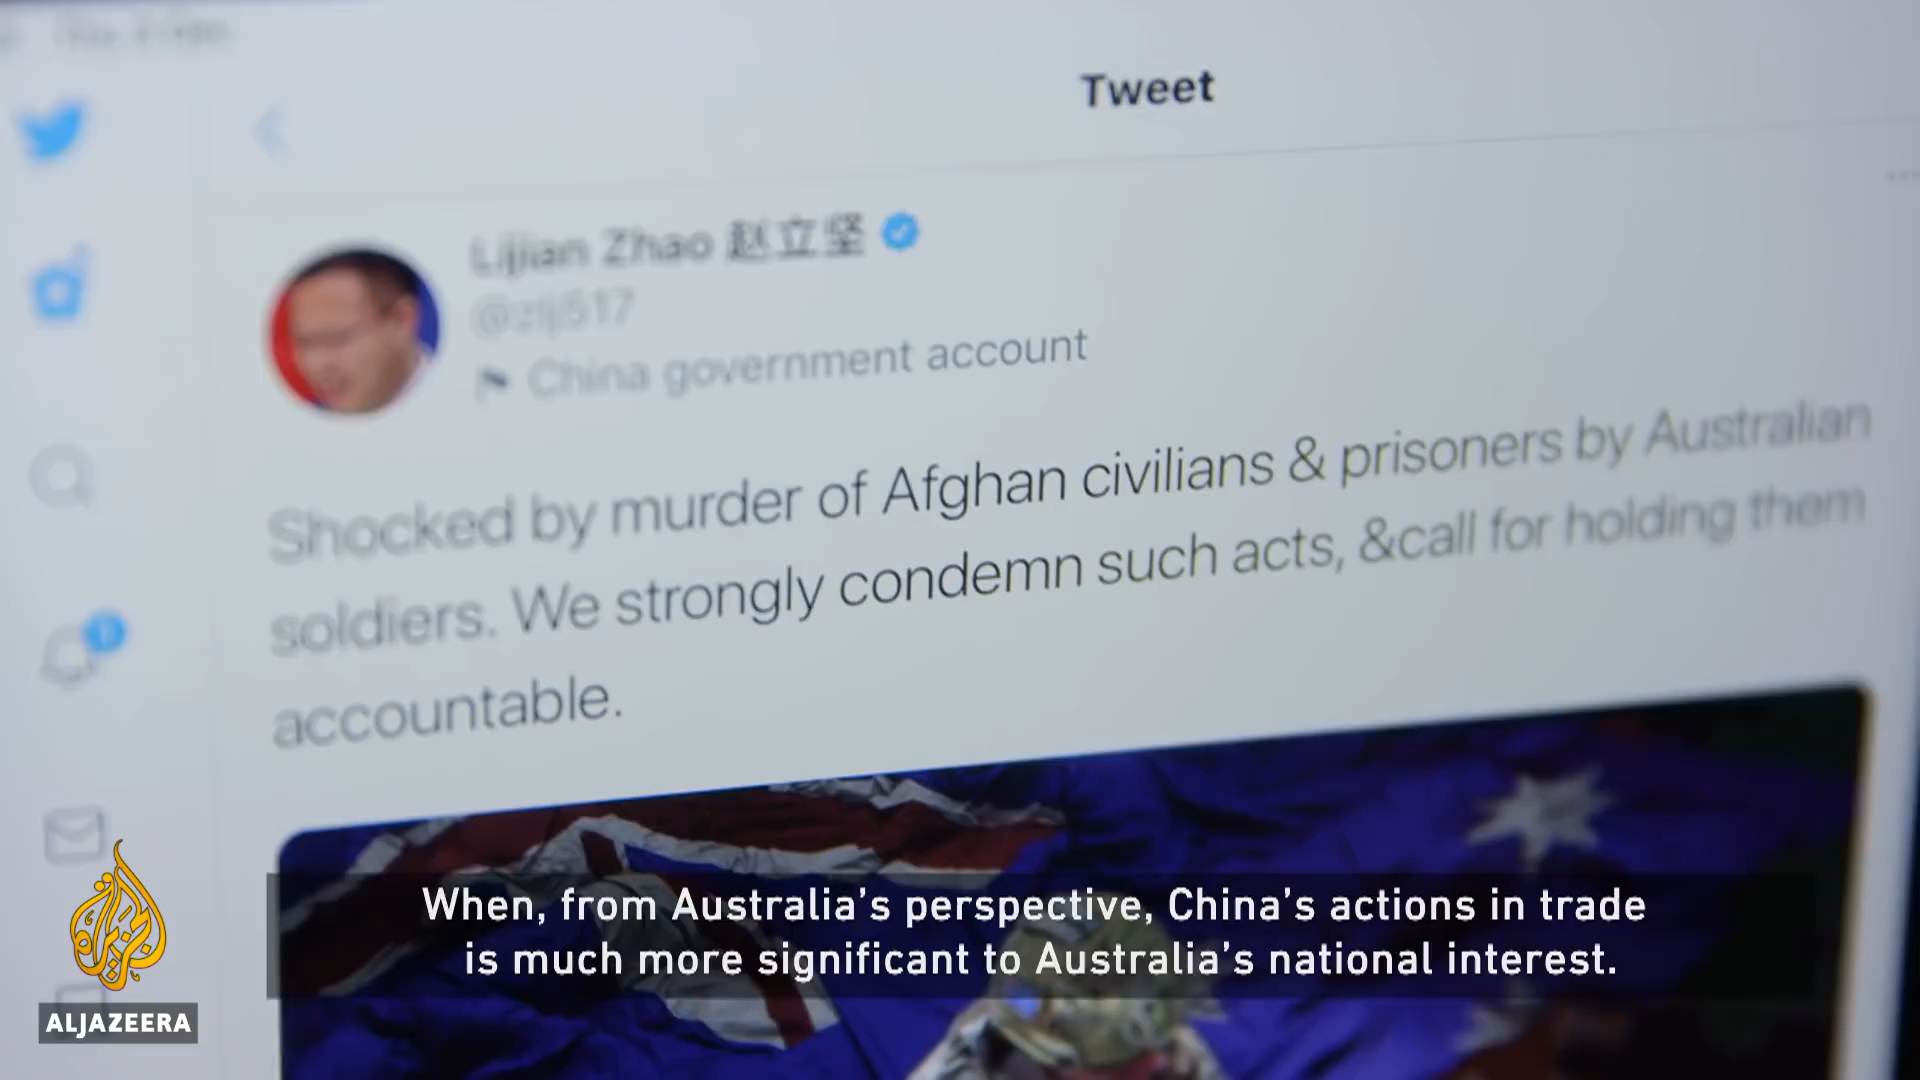 Tweet
Lijian Zhao 赵立坚
@zlj517
China government account
Shocked by murder of Afghan civilians & prisoners by Australian
soldiers. We strongly condemn such acts, &call for holding them
accountable.
When, from Australia’s perspective, China’s actions in trade
is much more significant to Australia’s national interest.
ALJAZEERA